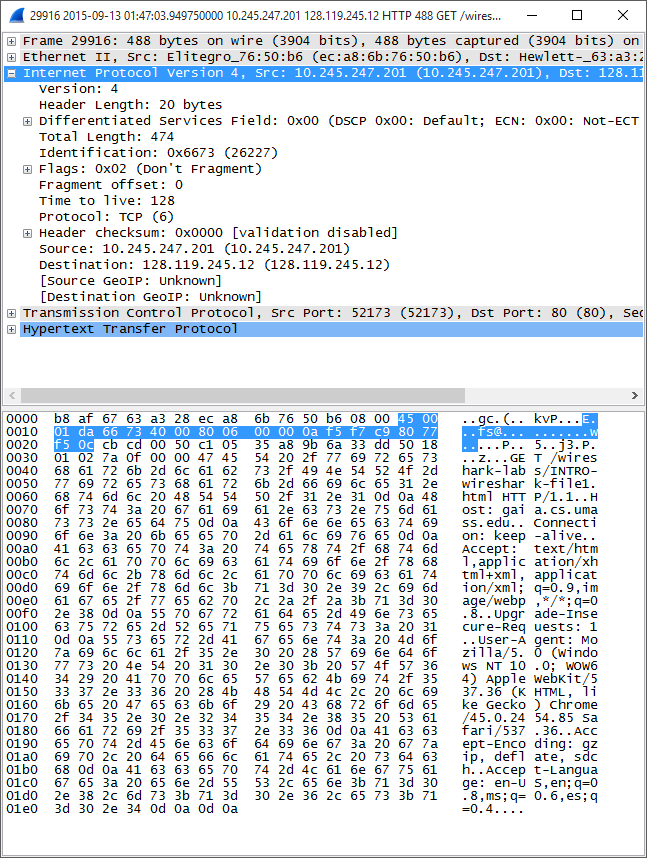 29916 2015-09-13 01:47:03.949750000 10.245.247.201 128.119.245.12 HTTP 488 GET /wires...
Frame 29916: 488 bytes on wire (3904 bits), 488 bytes captured (3904 bits) on
Ethernet II, Src: Elitegro_76:50:b6 (ec:a8:6b:76:50:b6), Dst: Hewlett-_63:a3:2
Internet Protocol Version 4, Src: 10.245.247.201 (10.245.247.201), Dst: 128.11
Version: 4
Header Length: 20 bytes
Differentiated Services Field: 0x00 (DSCP 0x00: Default; ECN: 0x00: Not-ECT
Total Length: 474
Identification: 0x6673 (26227)
Flags: 0x02 (Don't Fragment)
Fragment offset: 0
Time to live: 128
Protocol: TCP (6)
Header checksum: 0x0000 [validation disabled]
Source: 10.245.247.201 (10.245.247.201)
Destination: 128.119.245.12 (128.119.245.12)
[Source GeoIP: Unknown]
[Destination GeoIP: Unknown]
Transmission Control Protocol, Src Port: 52173 (52173), Dst Port: 80 (80), Seq
Hypertext Transfer Protocol
0000 b8 af 67 63 a3 28 ec a8 6b 76 50 b6 08 00 45 00 ..gc.(.. kvP...E.
0010 01 da 66 73 40 00 80 06 00 00 0a f5 f7 c9 80 77 ..fs@... .......w
0020 f5 0c cb cd 00 50 c1 05 35 a8 9b 6a 33 dd 50 18 .....P.. 5..j3.P.
0030 01 02 7a 0f 00 00 47 45 54 20 2f 77 69 72 65 73 ..z...GE T /wires
0040 68 61 72 6b 2d 6c 61 62 73 2f 49 4e 54 52 4f 2d hark-lab s/INTRO-
0050 77 69 72 65 73 68 61 72 6b 2d 66 69 6c 65 31 2e wireshar k-file1.
0060 68 74 6d 6c 20 48 54 54 50 2f 31 2e 31 0d 0a 48 html HTT P/1.1..H
0070 6f 73 74 3a 20 67 61 69 61 2e 63 73 2e 75 6d 61 ost: gai a.cs.uma
0080 73 73 2e 65 64 75 0d 0a 43 6f 6e 6e 65 63 74 69 ss.edu.. Connecti
0090 6f 6e 3a 20 6b 65 65 70 2d 61 6c 69 76 65 0d 0a on: keep -alive..
00a0 41 63 63 65 70 74 3a 20 74 65 78 74 2f 68 74 6d Accept: text/htm
00b0 6c 2c 61 70 70 6c 69 63 61 74 69 6f 6e 2f 78 68 l,applic ation/xh
00c0 74 6d 6c 2b 78 6d 6c 2c 61 70 70 6c 69 63 61 74 tml+xml, applicat
00d0 69 6f 6e 2f 78 6d 6c 3b 71 3d 30 2e 39 2c 69 6d ion/xml; q=0.9,im
00e0 61 67 65 2f 77 65 62 70 2c 2a 2f 2a 3b 71 3d 30 age/webp ,*/*;q=0
00f0 2e 38 0d 0a 55 70 67 72 61 64 65 2d 49 6e 73 65 .8..Upgr ade-Inse
0100 63 75 72 65 2d 52 65 71 75 65 73 74 73 3a 20 31 cure-Req uests: 1
0110 0d 0a 55 73 65 72 2d 41 67 65 6e 74 3a 20 4d 6f ..User-A gent: Mo
0120 7a 69 6c 6c 61 2f 35 2e 30 20 28 57 69 6e 64 6f zilla/5. 0 (Windo
0130 77 73 20 4e 54 20 31 30 2e 30 3b 20 57 4f 57 36 ws NT 10 .0; WOW6
0140 34 29 20 41 70 70 6c 65 57 65 62 4b 69 74 2f 35 4) Apple WebKit/5
0150 33 37 2e 33 36 20 28 4b 48 54 4d 4c 2c 20 6c 69 37.36 (K HTML, li
0160 6b 65 20 47 65 63 6b 6f 29 20 43 68 72 6f 6d 65 ke Gecko ) Chrome
0170 2f 34 35 2e 30 2e 32 34 35 34 2e 38 35 20 53 61 /45.0.24 54.85 Sa
0180 66 61 72 69 2f 35 33 37 2e 33 36 0d 0a 41 63 63 fari/537 .36..Acc
0190 65 70 74 2d 45 6e 63 6f 64 69 6e 67 3a 20 67 7a ept-Enco ding: gz
01a0 69 70 2c 20 64 65 66 6c 61 74 65 2c 20 73 64 63 ip, defl ate, sdc
01b0 68 0d 0a 41 63 63 65 70 74 2d 4c 61 6e 67 75 61 h..Accep t-Langua
01c0 67 65 3a 20 65 6e 2d 55 53 2c 65 6e 3b 71 3d 30 ge: en-U S,en;q=0
01d0 2e 38 2c 6d 73 3b 71 3d 30 2e 36 2c 65 73 3b 71 .8,ms;q= 0.6,es;q
01e0 3d 30 2e 34 0d 0a 0d 0a =0.4....